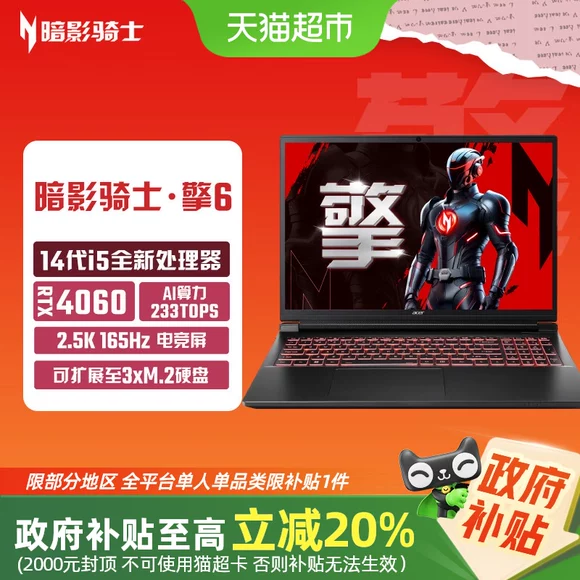 暗影骑士
天猫超市
擎
暗影骑士·擎6
14代i5全新处理器
RTX 4060
AI算力
233TOPS
2.5K 165Hz 电竞屏
可扩展至3xM.2硬盘
擎
acer
限部分地区 全平台单人单品类限补贴1件
政府补贴至高 立减20%
(2000元封顶 不可使用猫超卡 否则补贴无法生效)
政府
补贴